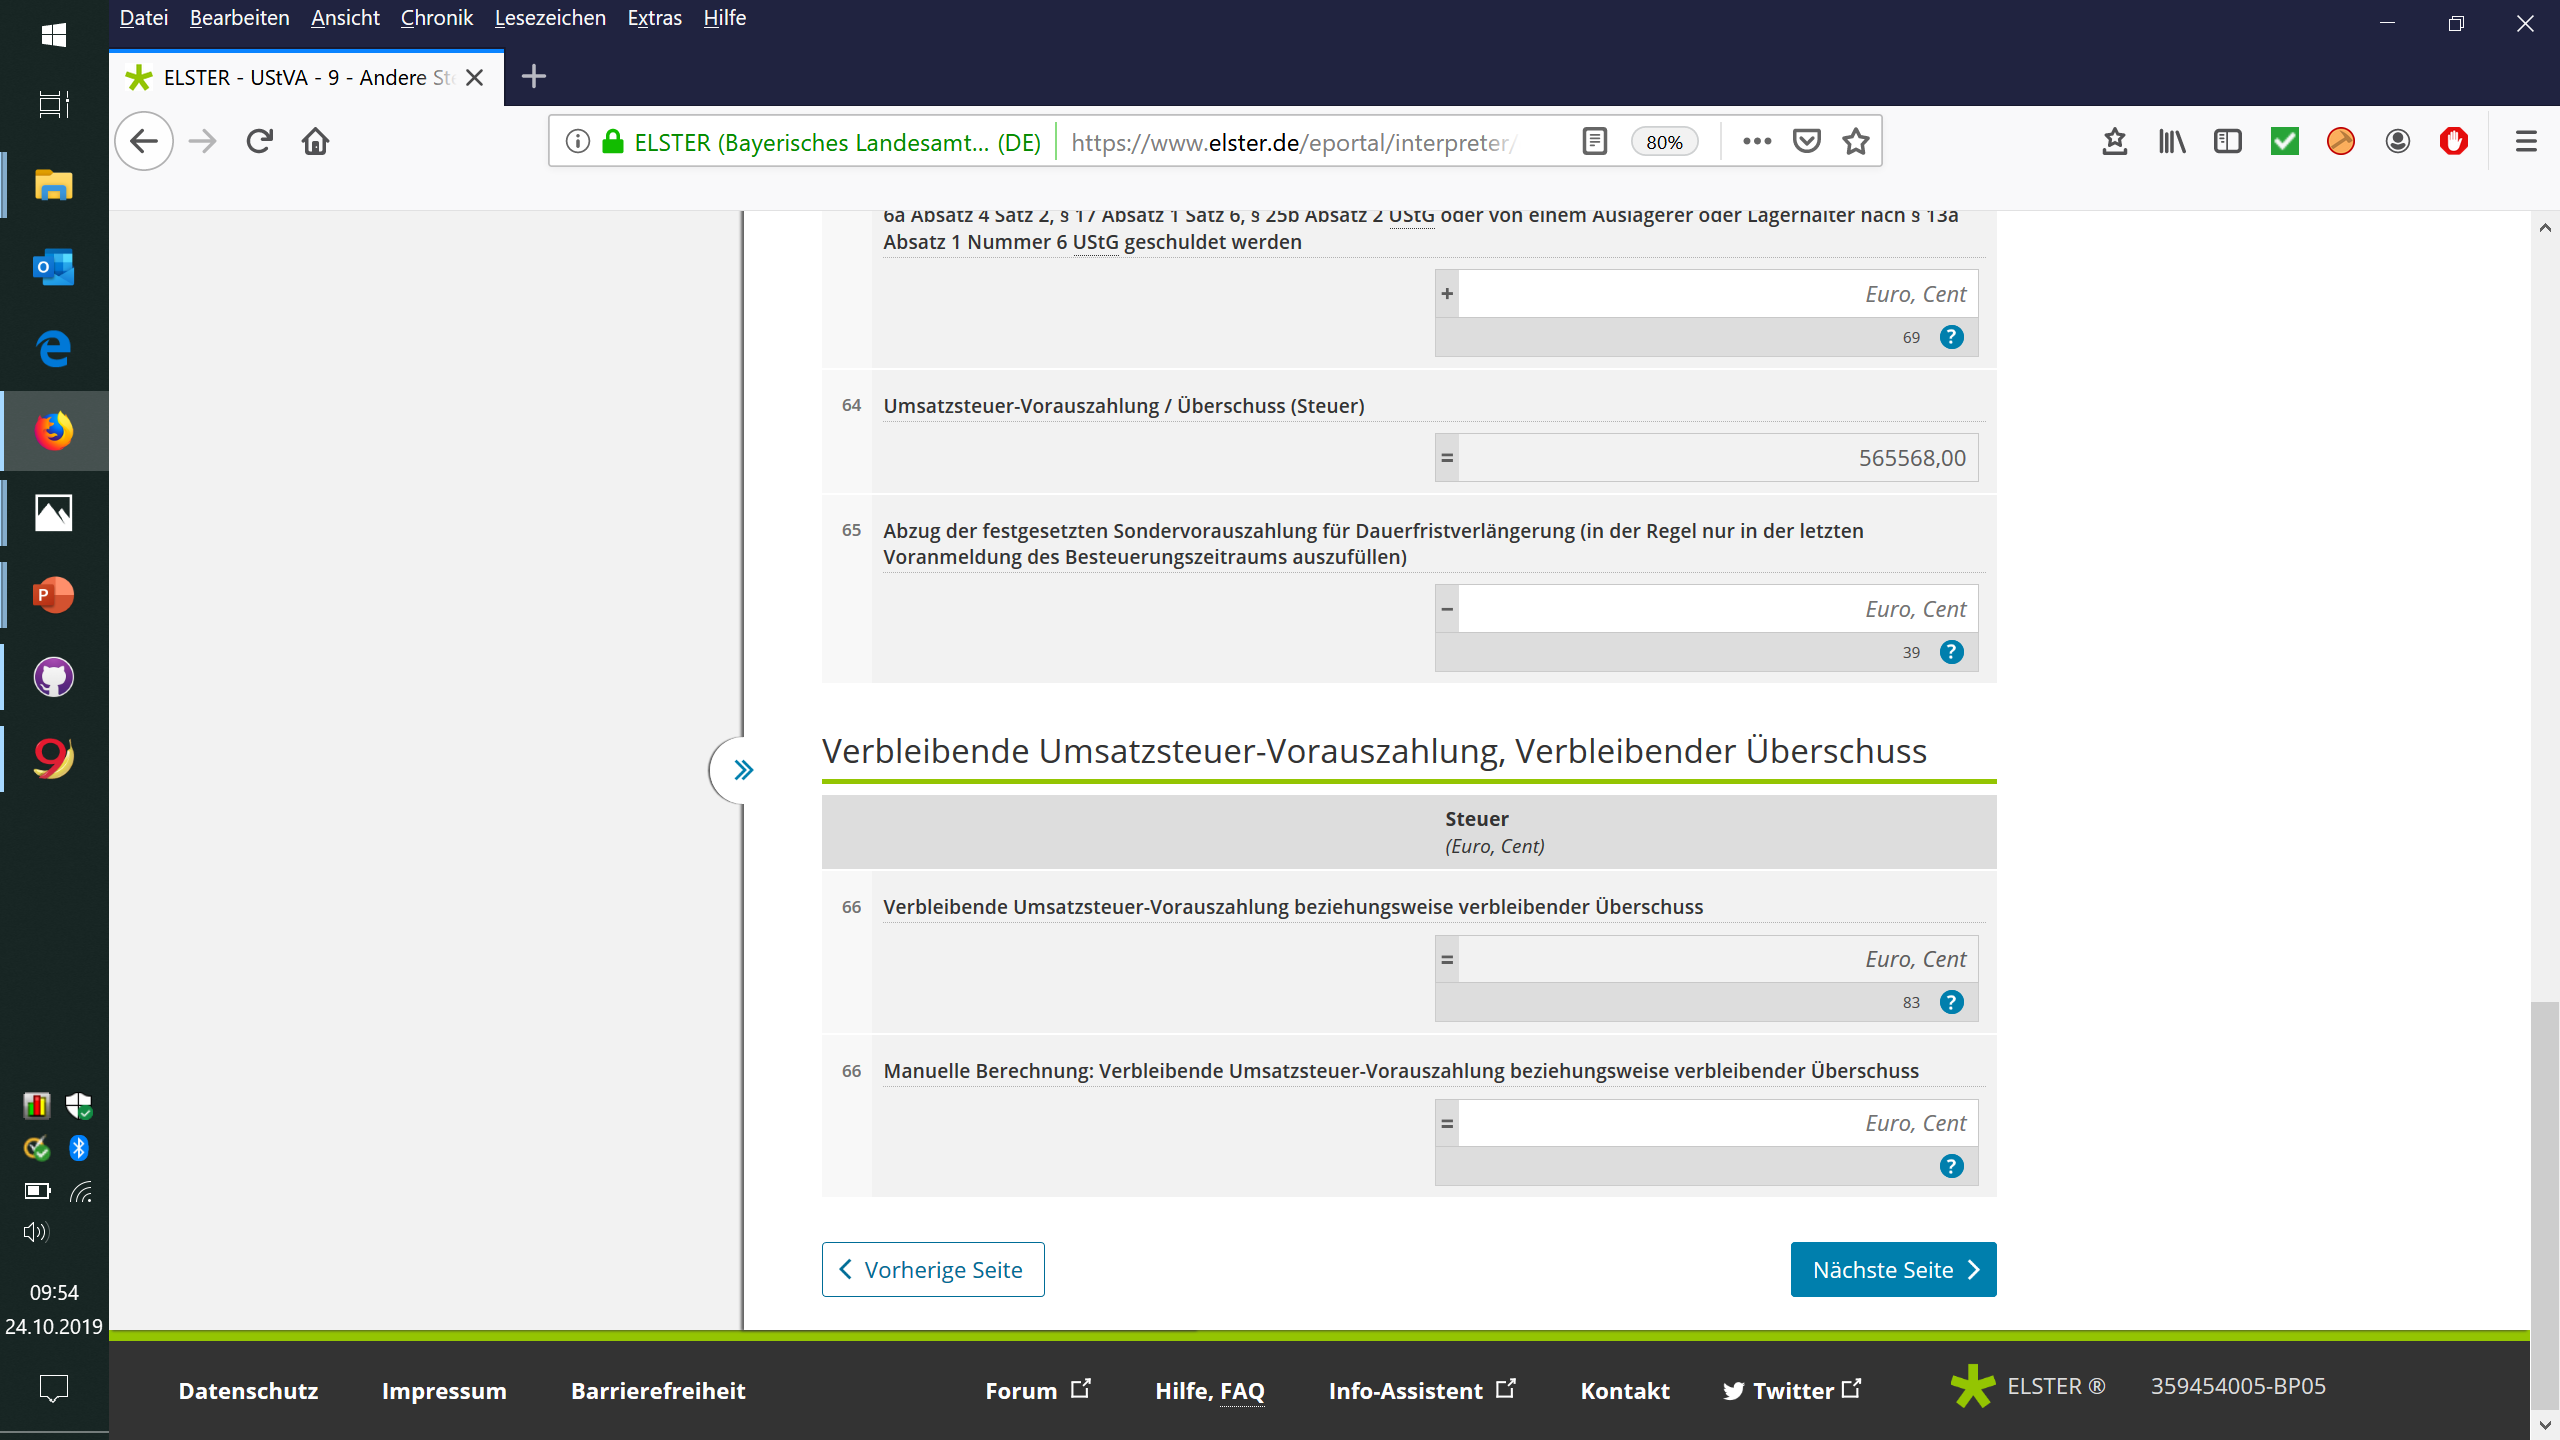 Datei Bearbeiten Ansicht Chronik Lesezeichen Extras Hilfe
ELSTER - UStVA - 9 - Andere Ste
ELSTER (Bayerisches Landesamt... (DE) https://www.elster.de/eportal/interpreter/ 80%
6a Absatz 4 Satz 2, § 17 Absatz 1 Satz 6, § 25b Absatz 2 UStG oder von einem Auslagerer oder Lagerhalter nach § 13a
Absatz 1 Nummer 6 UStG geschuldet werden
+ Euro, Cent
69 ?
64 Umsatzsteuer-Vorauszahlung / Überschuss (Steuer)
= 565568,00
65 Abzug der festgesetzten Sondervorauszahlung für Dauerfristverlängerung (in der Regel nur in der letzten
Voranmeldung des Besteuerungszeitraums auszufüllen)
− Euro, Cent
39 ?
Verbleibende Umsatzsteuer-Vorauszahlung, Verbleibender Überschuss
Steuer
(Euro, Cent)
66 Verbleibende Umsatzsteuer-Vorauszahlung beziehungsweise verbleibender Überschuss
= Euro, Cent
83 ?
66 Manuelle Berechnung: Verbleibende Umsatzsteuer-Vorauszahlung beziehungsweise verbleibender Überschuss
= Euro, Cent
?
Vorherige Seite Nächste Seite
09:54
24.10.2019
Datenschutz Impressum Barrierefreiheit Forum Hilfe, FAQ Info-Assistent Kontakt Twitter ELSTER ® 359454005-BP05